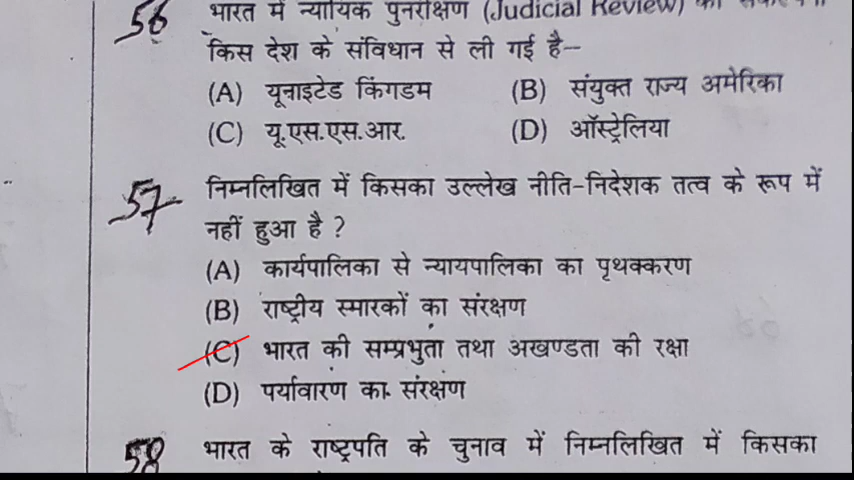 56 भारत में न्यायिक पुनरीक्षण (Judicial Review) की
किस देश के संविधान से ली गई है–
(A) यूनाइटेड किंगडम (B) संयुक्त राज्य अमेरिका
(C) यू.एस.एस.आर. (D) ऑस्ट्रेलिया
57 निम्नलिखित में किसका उल्लेख नीति-निदेशक तत्व के रूप में
नहीं हुआ है ?
(A) कार्यपालिका से न्यायपालिका का पृथक्करण
(B) राष्ट्रीय स्मारकों का संरक्षण
(C) भारत की सम्प्रभुता तथा अखण्डता की रक्षा
(D) पर्यावारण का संरक्षण
58 भारत के राष्ट्रपति के चुनाव में निम्नलिखित में किसका